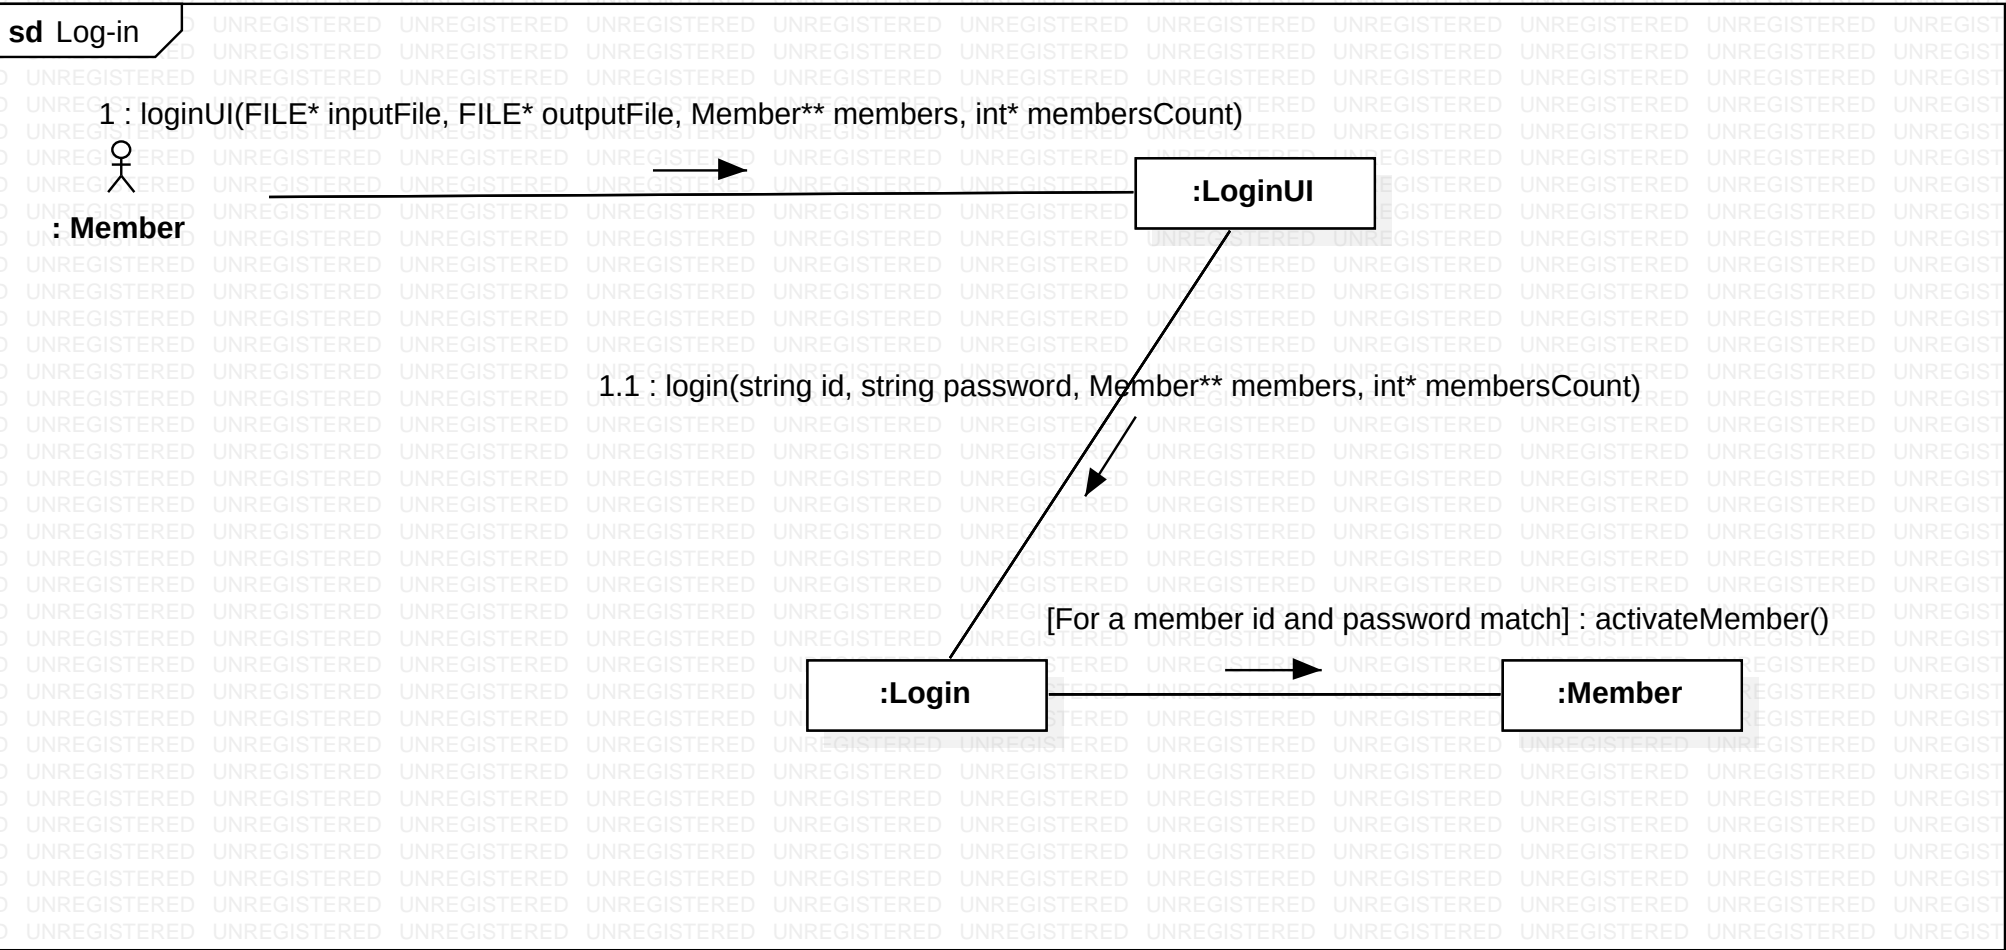 sd Log-in
1 : loginUI(FILE* inputFile, FILE* outputFile, Member** members, int* membersCount)
: Member
:LoginUI
1.1 : login(string id, string password, Member** members, int* membersCount)
[For a member id and password match] : activateMember()
:Login
:Member
UNREGISTERED